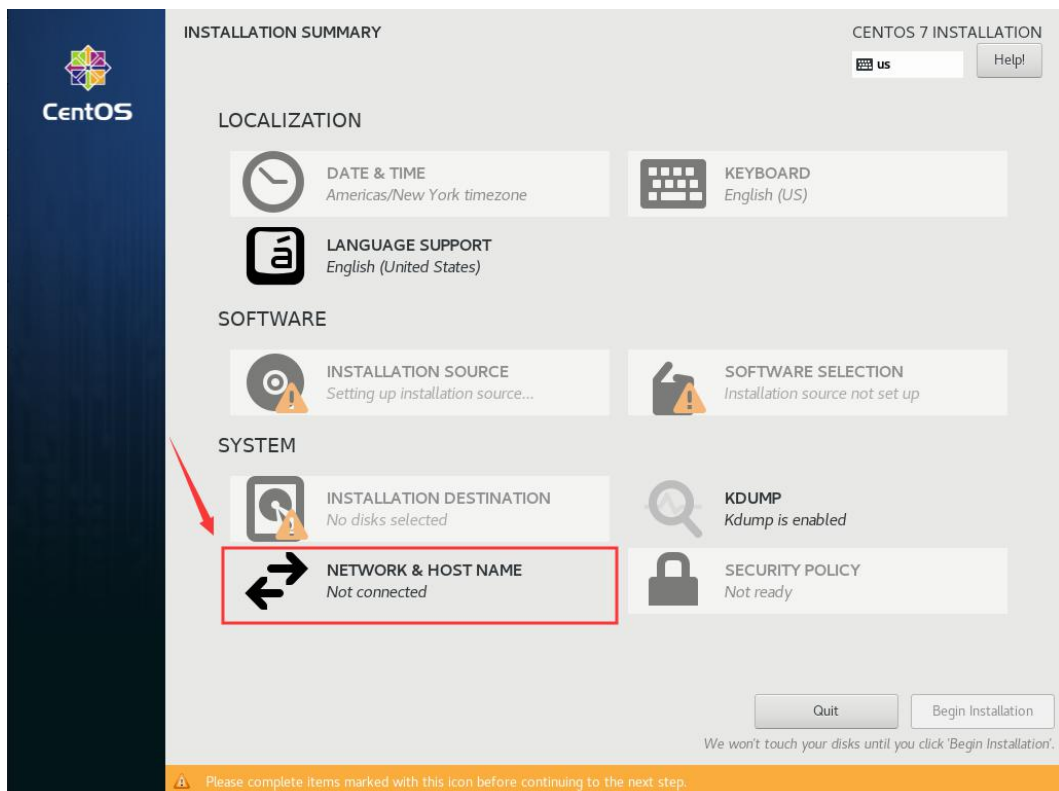 INSTALLATION SUMMARY
CENTOS 7 INSTALLATION
us
Help!
CentOS
LOCALIZATION
DATE & TIME
Americas/New York timezone
KEYBOARD
English (US)
á
LANGUAGE SUPPORT
English (United States)
SOFTWARE
INSTALLATION SOURCE
Setting up installation source...
SOFTWARE SELECTION
Installation source not set up
SYSTEM
INSTALLATION DESTINATION
No disks selected
KDUMP
Kdump is enabled
NETWORK & HOST NAME
Not connected
SECURITY POLICY
Not ready
Quit
Begin Installation
We won't touch your disks until you click 'Begin Installation'.
Please complete items marked with this icon before continuing to the next step.